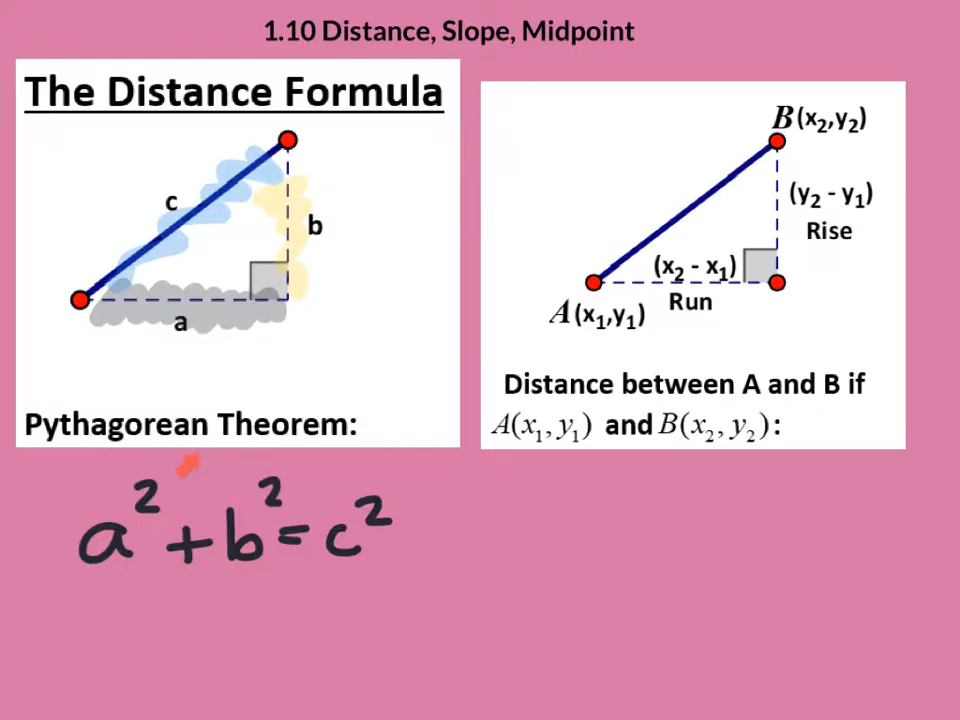 1.10 Distance, Slope, Midpoint
The Distance Formula
c
b
a
Pythagorean Theorem:
a² + b² = c²
B(x₂,y₂)
(y₂ - y₁)
Rise
(x₂ - x₁)
Run
A(x₁,y₁)
Distance between A and B if
A(x₁, y₁) and B(x₂, y₂):